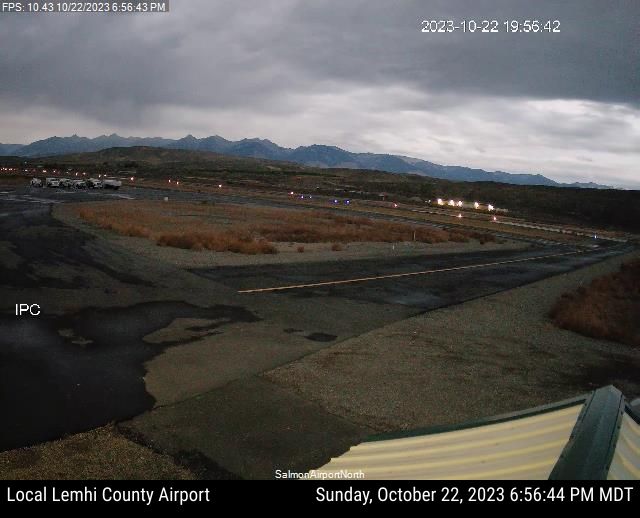 FPS: 10.43 10/22/2023 6:56:43 PM
2023-10-22 19:56:42
IPC
SalmonAirportNorth
Local Lemhi County Airport
Sunday, October 22, 2023 6:56:44 PM MDT